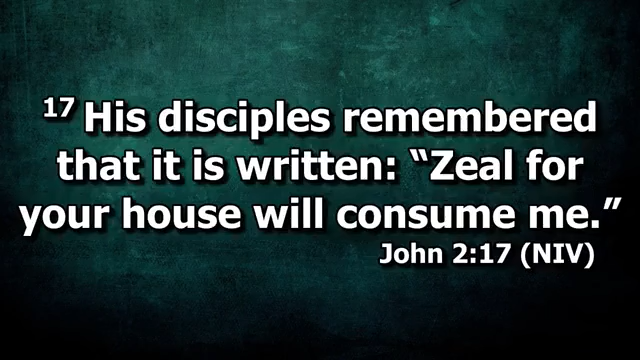 17 His disciples remembered
that it is written: “Zeal for
your house will consume me.”
John 2:17 (NIV)